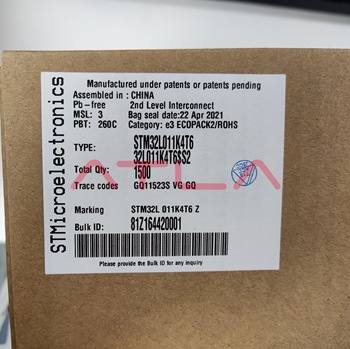 STMicroelectronics
Manufactured under patents or patents pending
Assembled in : CHINA
Pb-free 2nd Level Interconnect
MSL: 3 Bag seal date:22 Apr 2021
PBT: 260C Category: e3 ECOPACK2/ROHS
TYPE: STM32L011K4T6
32L011K4T6$S2
Total Qty: 1500
Trace codes GQ11523S VG GQ
ATLA
Marking STM32L 011K4T6 Z
Bulk ID: 81Z164420001
Please provide the Bulk ID for any inquiry